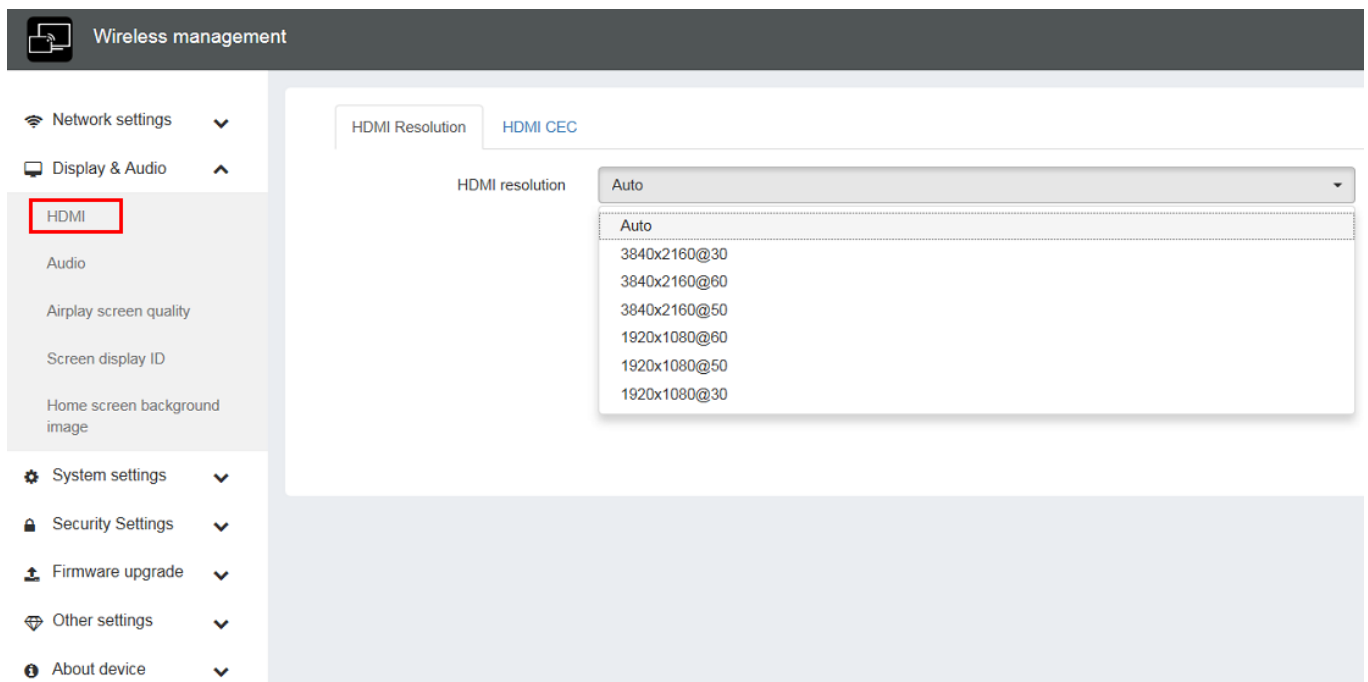 Wireless management
Network settings
Display & Audio
HDMI
Audio
Airplay screen quality
Screen display ID
Home screen background
image
System settings
Security Settings
Firmware upgrade
Other settings
About device
HDMI Resolution HDMI CEC
HDMI resolution Auto
Auto
3840x2160@30
3840x2160@60
3840x2160@50
1920x1080@60
1920x1080@50
1920x1080@30